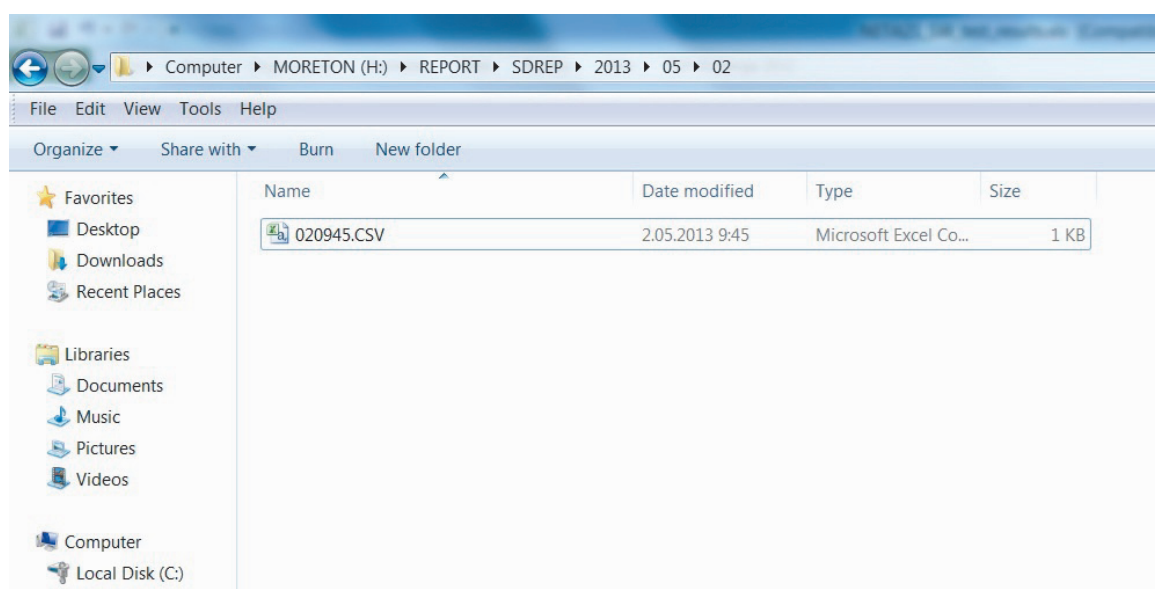 Computer ▸ MORETON (H:) ▸ REPORT ▸ SDREP ▸ 2013 ▸ 05 ▸ 02
File Edit View Tools Help
Organize Share with Burn New folder
Favorites
Desktop
Downloads
Recent Places
Libraries
Documents
Music
Pictures
Videos
Computer
Local Disk (C:)
Name Date modified Type Size
020945.CSV 2.05.2013 9:45 Microsoft Excel Co... 1 KB